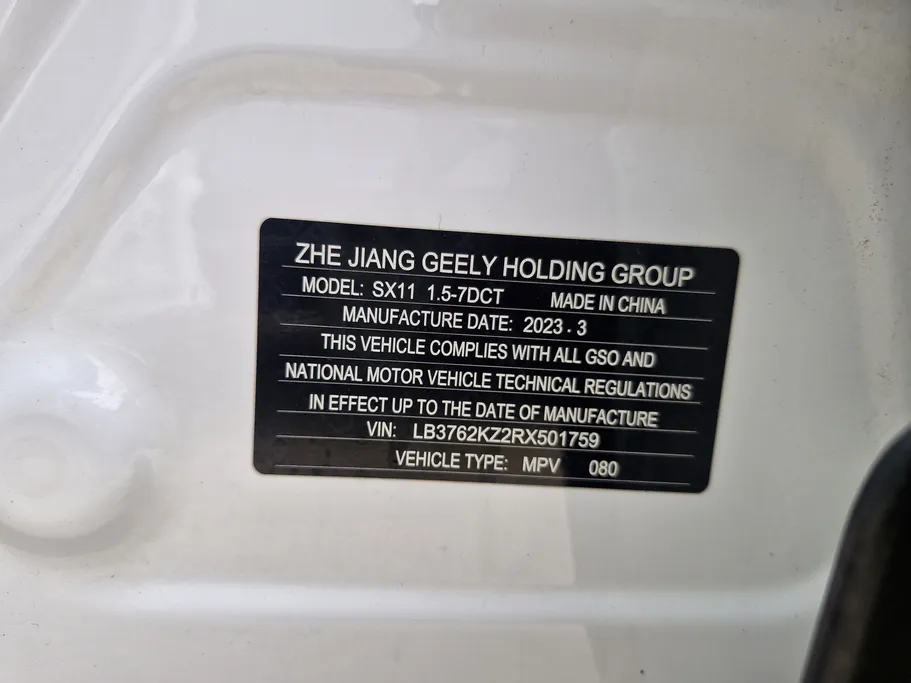 ZHE JIANG GEELY HOLDING GROUP
MODEL: SX11 1.5-7DCT MADE IN CHINA
MANUFACTURE DATE: 2023.3
THIS VEHICLE COMPLIES WITH ALL GSO AND
NATIONAL MOTOR VEHICLE TECHNICAL REGULATIONS
IN EFFECT UP TO THE DATE OF MANUFACTURE
VIN: LB3762KZ2RX501759
VEHICLE TYPE: MPV 080